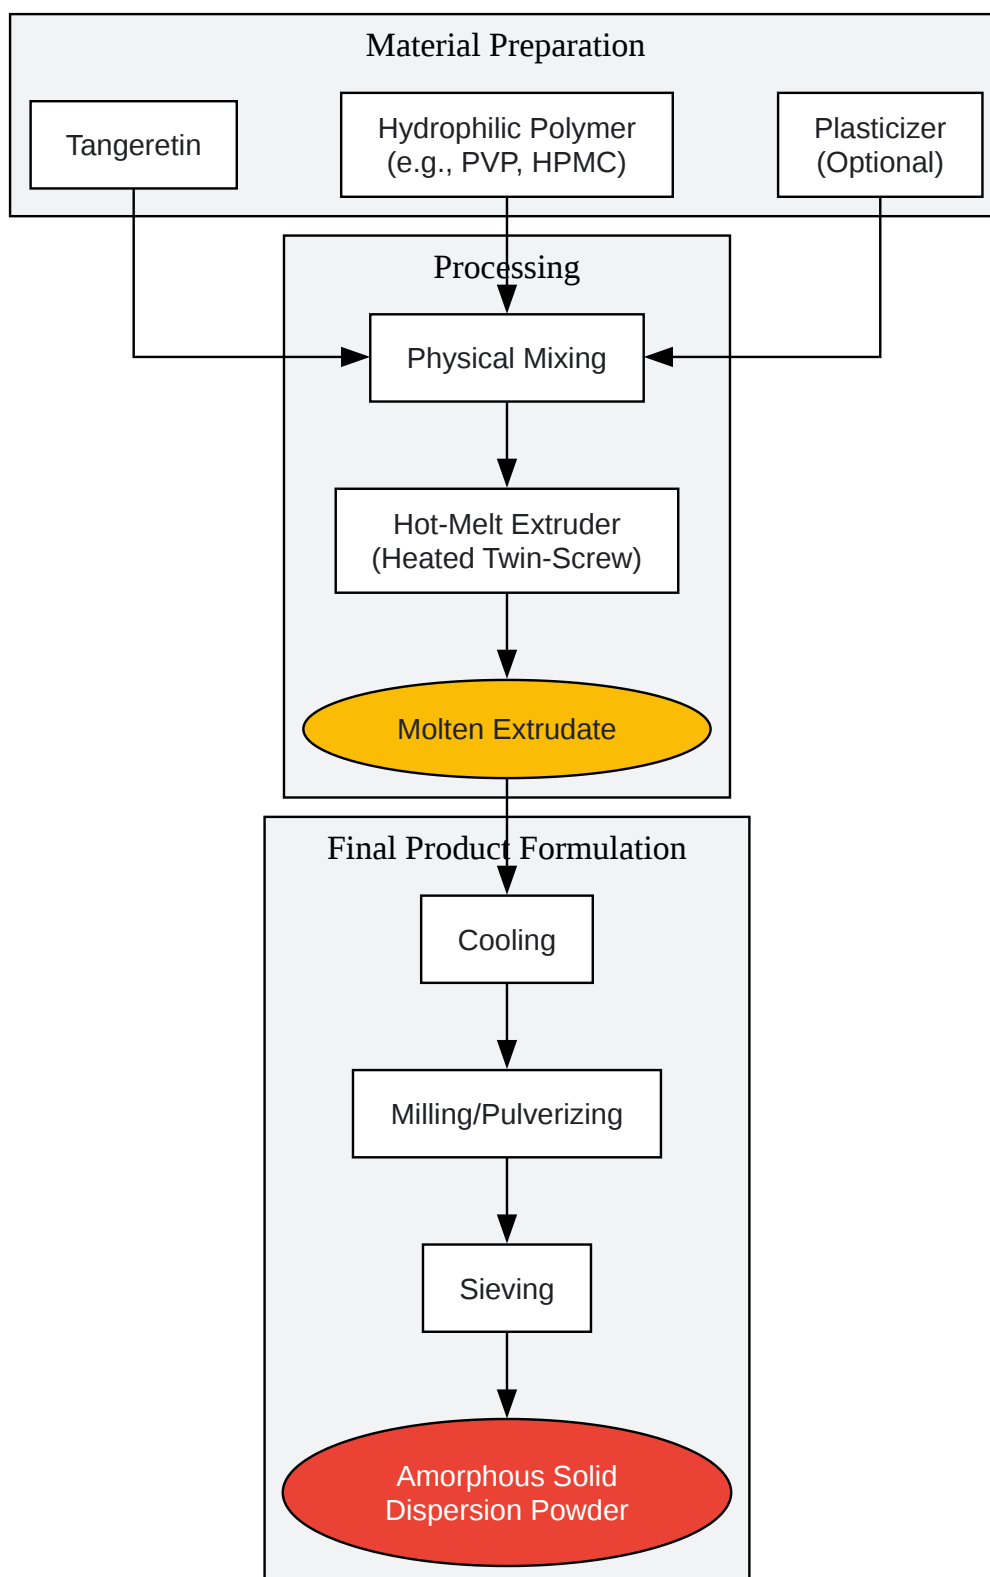 Material Preparation
Tangeretin
Hydrophilic Polymer
(e.g., PVP, HPMC)
Plasticizer
(Optional)
Processing
Physical Mixing
Hot-Melt Extruder
(Heated Twin-Screw)
Molten Extrudate
Final Product Formulation
Cooling
Milling/Pulverizing
Sieving
Amorphous Solid
Dispersion Powder